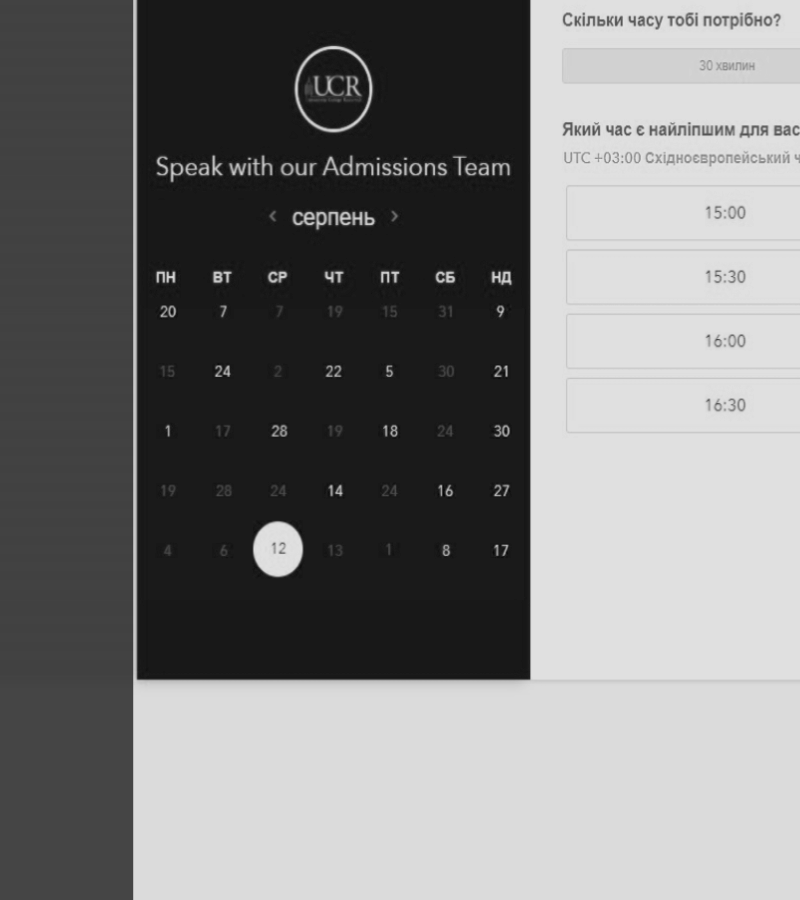 UCR
Speak with our Admissions Team
‹ серпень ›
ПН ВТ СР ЧТ ПТ СБ НД
20 7 7 19 15 31 9
15 24 2 22 5 30 21
1 17 28 19 18 24 30
19 28 24 14 24 16 27
4 6 12 13 1 8 17
Скільки часу тобі потрібно?
30 хвилин
Який час є найліпшим для вас
UTC +03:00 Східноєвропейський ч
15:00
15:30
16:00
16:30